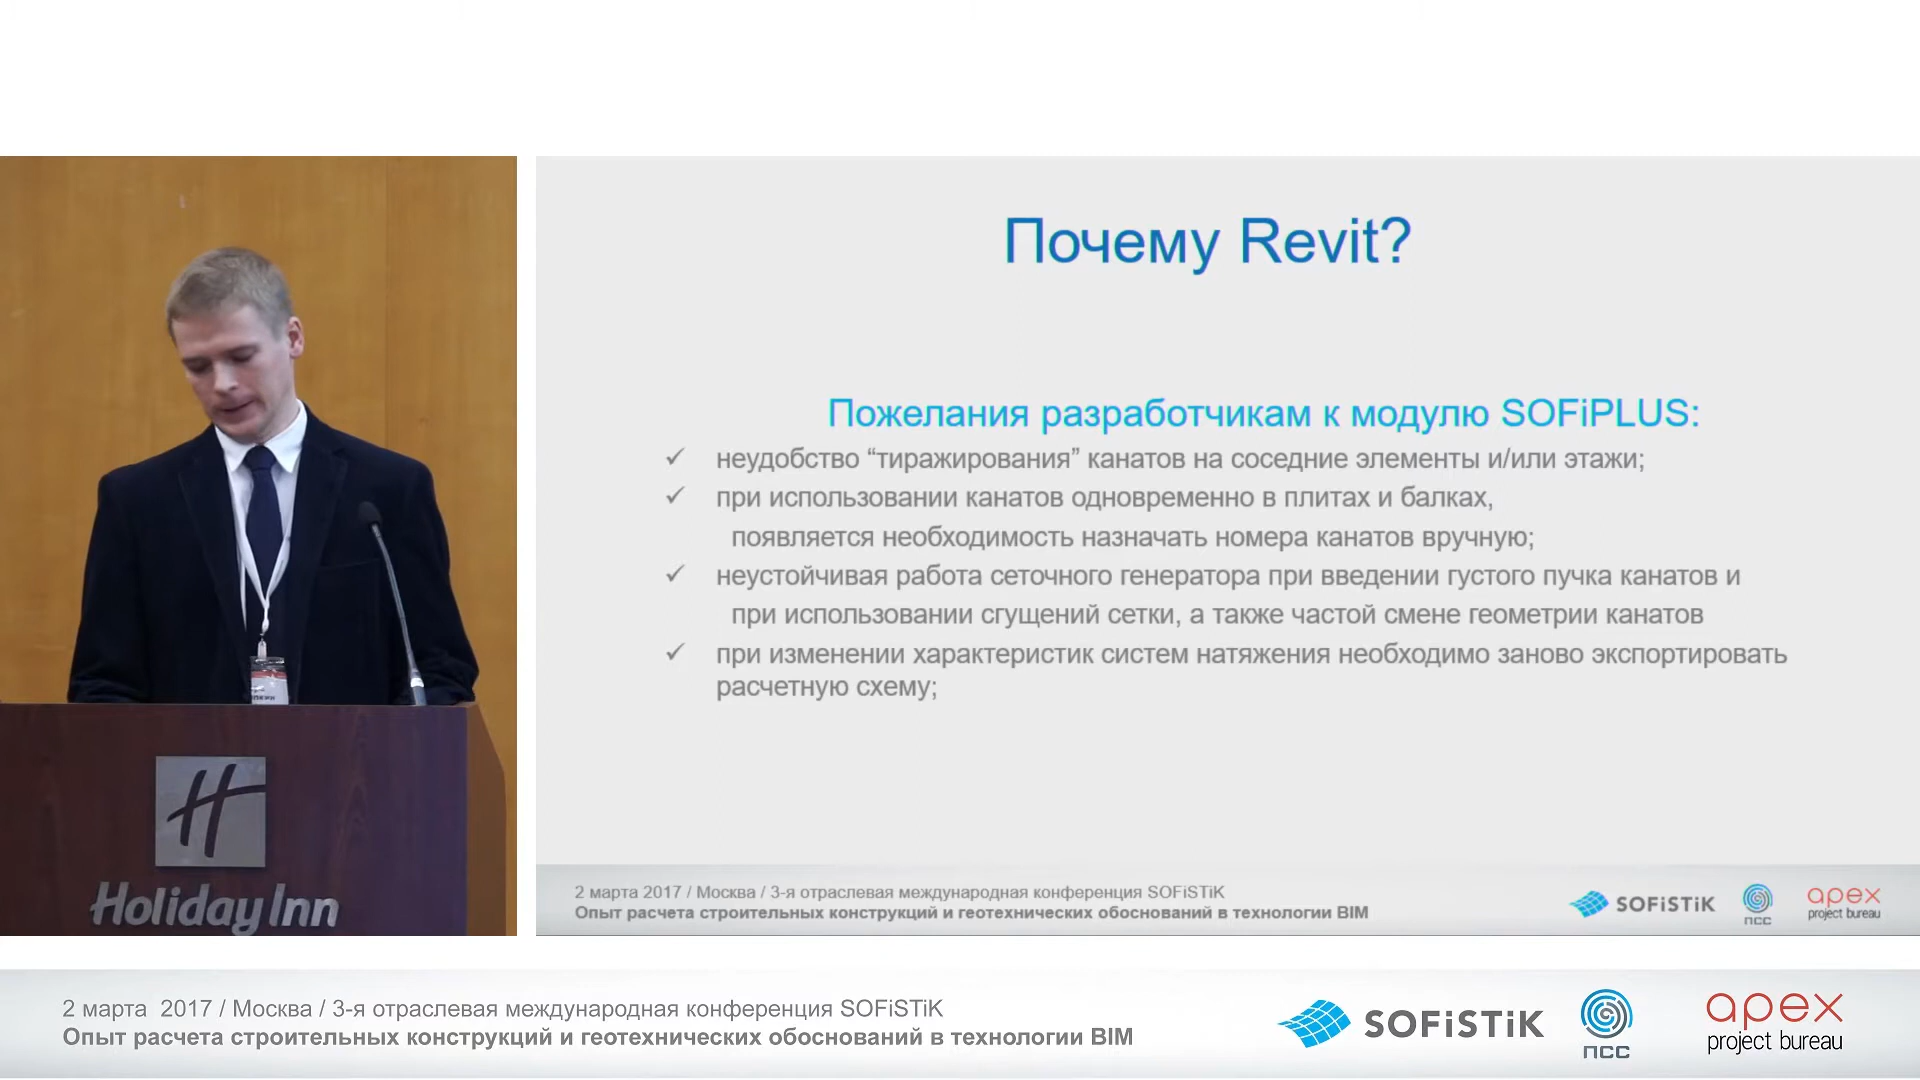 Почему Revit?
Пожелания разработчикам к модулю SOFiPLUS:
✓ неудобство “тиражирования” канатов на соседние элементы и/или этажи;
✓ при использовании канатов одновременно в плитах и балках,
появляется необходимость назначать номера канатов вручную;
✓ неустойчивая работа сеточного генератора при введении густого пучка канатов и
при использовании сгущений сетки, а также частой смене геометрии канатов
✓ при изменении характеристик систем натяжения необходимо заново экспортировать
расчетную схему;
2 марта 2017 / Москва / 3-я отраслевая международная конференция SOFiSTiK
Опыт расчета строительных конструкций и геотехнических обоснований в технологии BIM
SOFiSTiK
ПСС
apex
project bureau
Holiday Inn
2 марта 2017 / Москва / 3-я отраслевая международная конференция SOFiSTiK
Опыт расчета строительных конструкций и геотехнических обоснований в технологии BIM
SOFiSTiK
ПСС
apex
project bureau